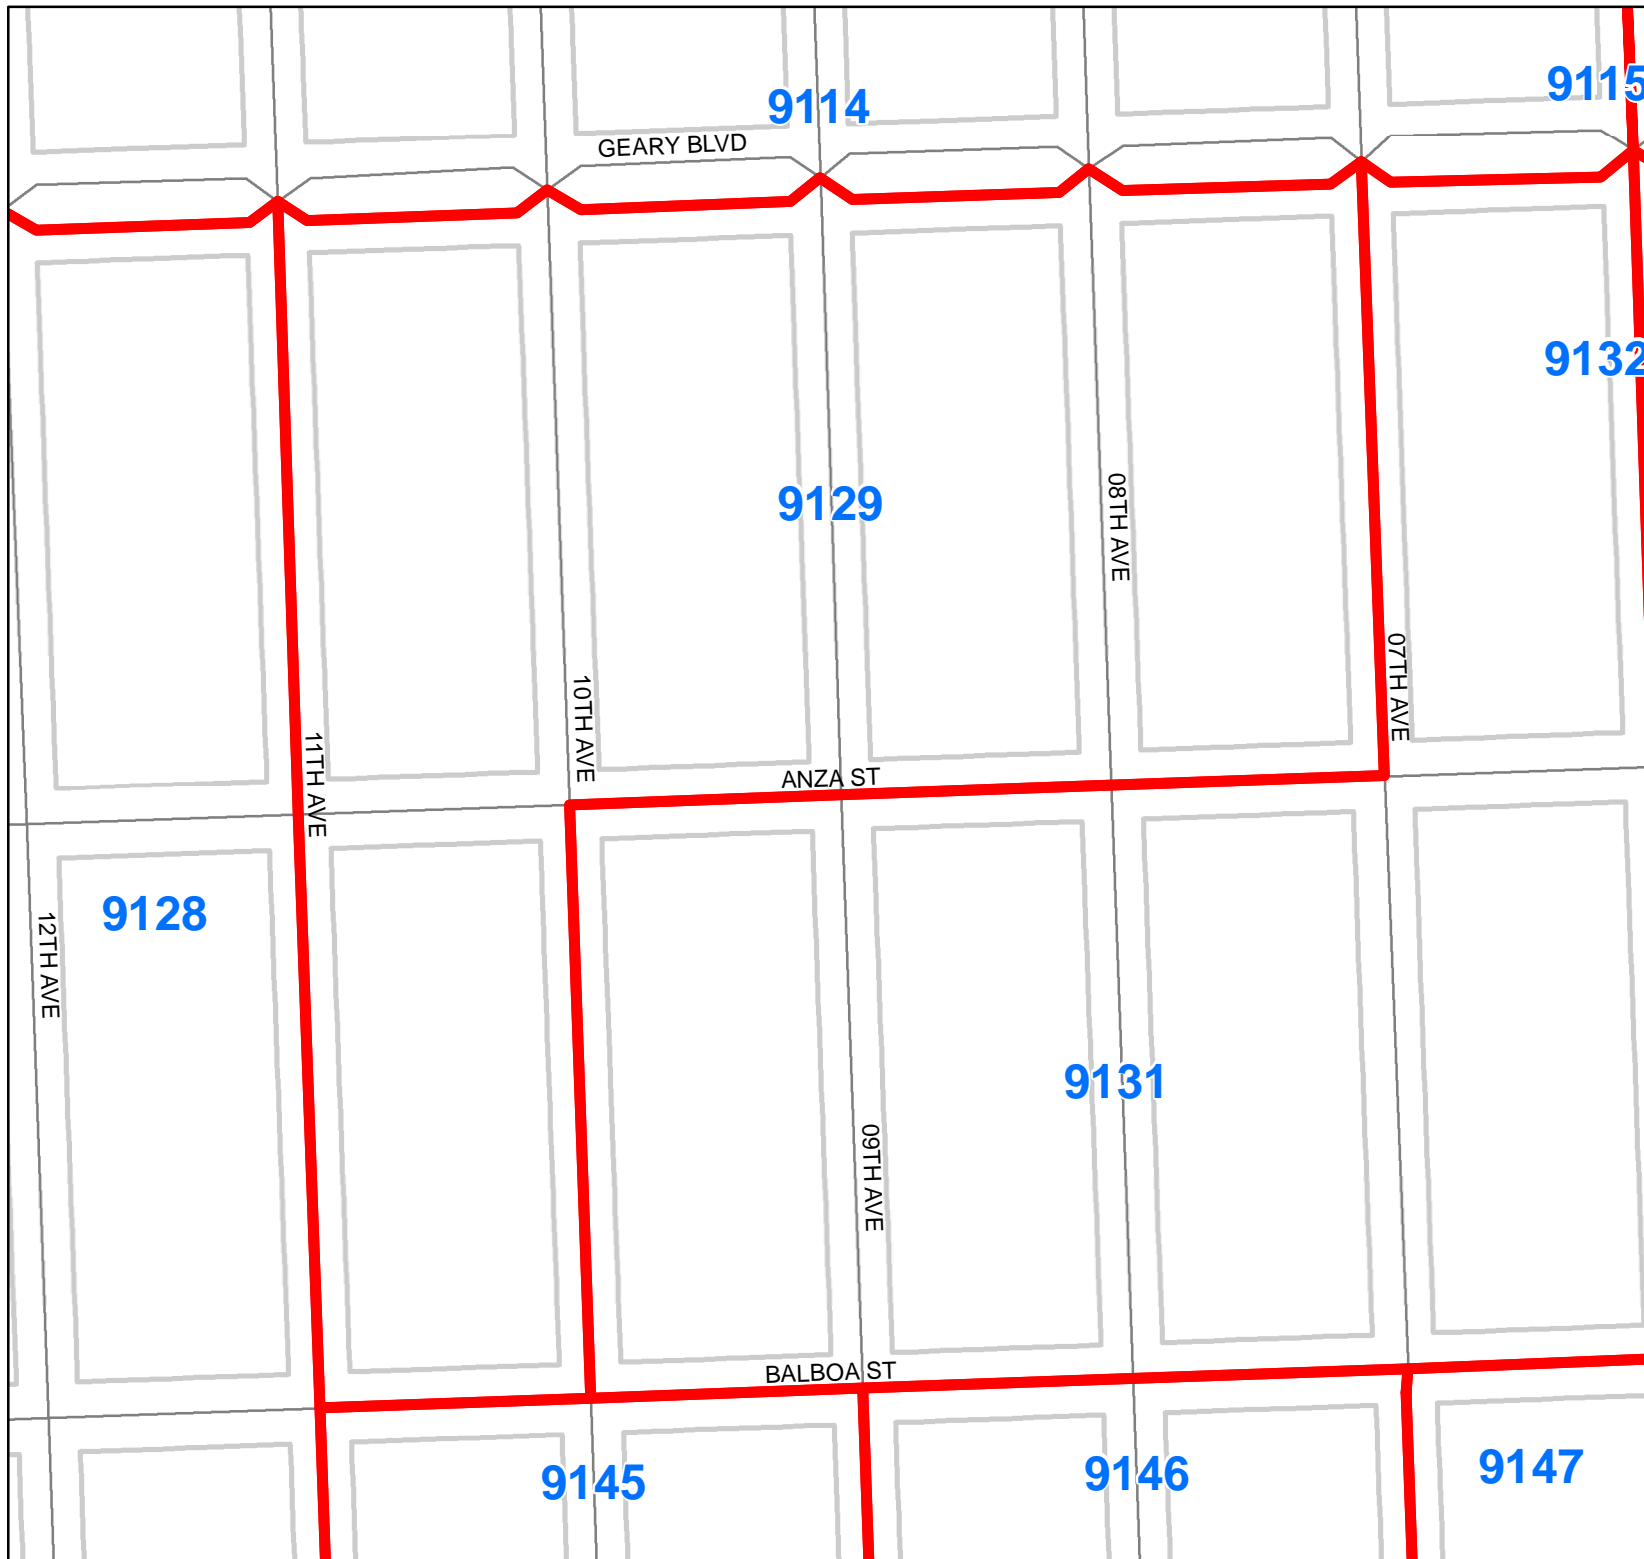 9115
9114
GEARY BLVD
9132
9129
08TH AVE
07TH AVE
10TH AVE
11TH AVE
ANZA ST
9128
12TH AVE
9131
09TH AVE
BALBOA ST
9145
9146
9147